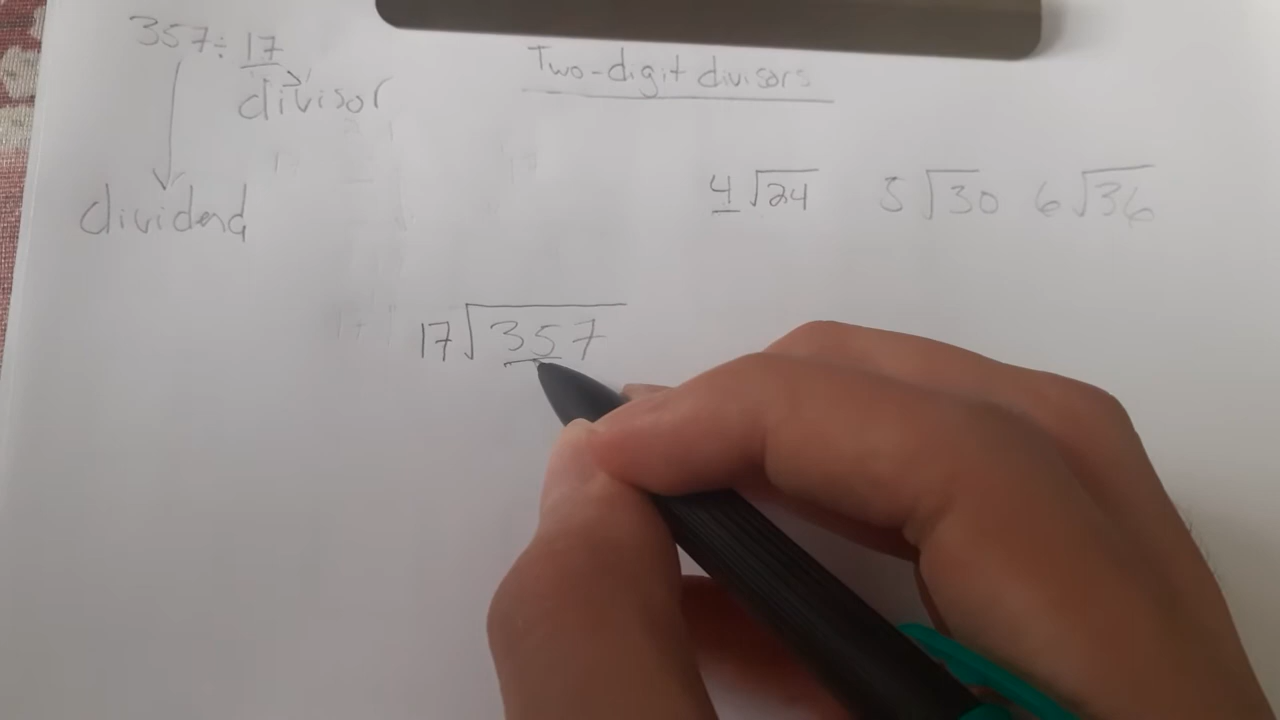 357÷17
divisor
dividend
Two-digit divisors
4√24 5√30 6√36
17√357